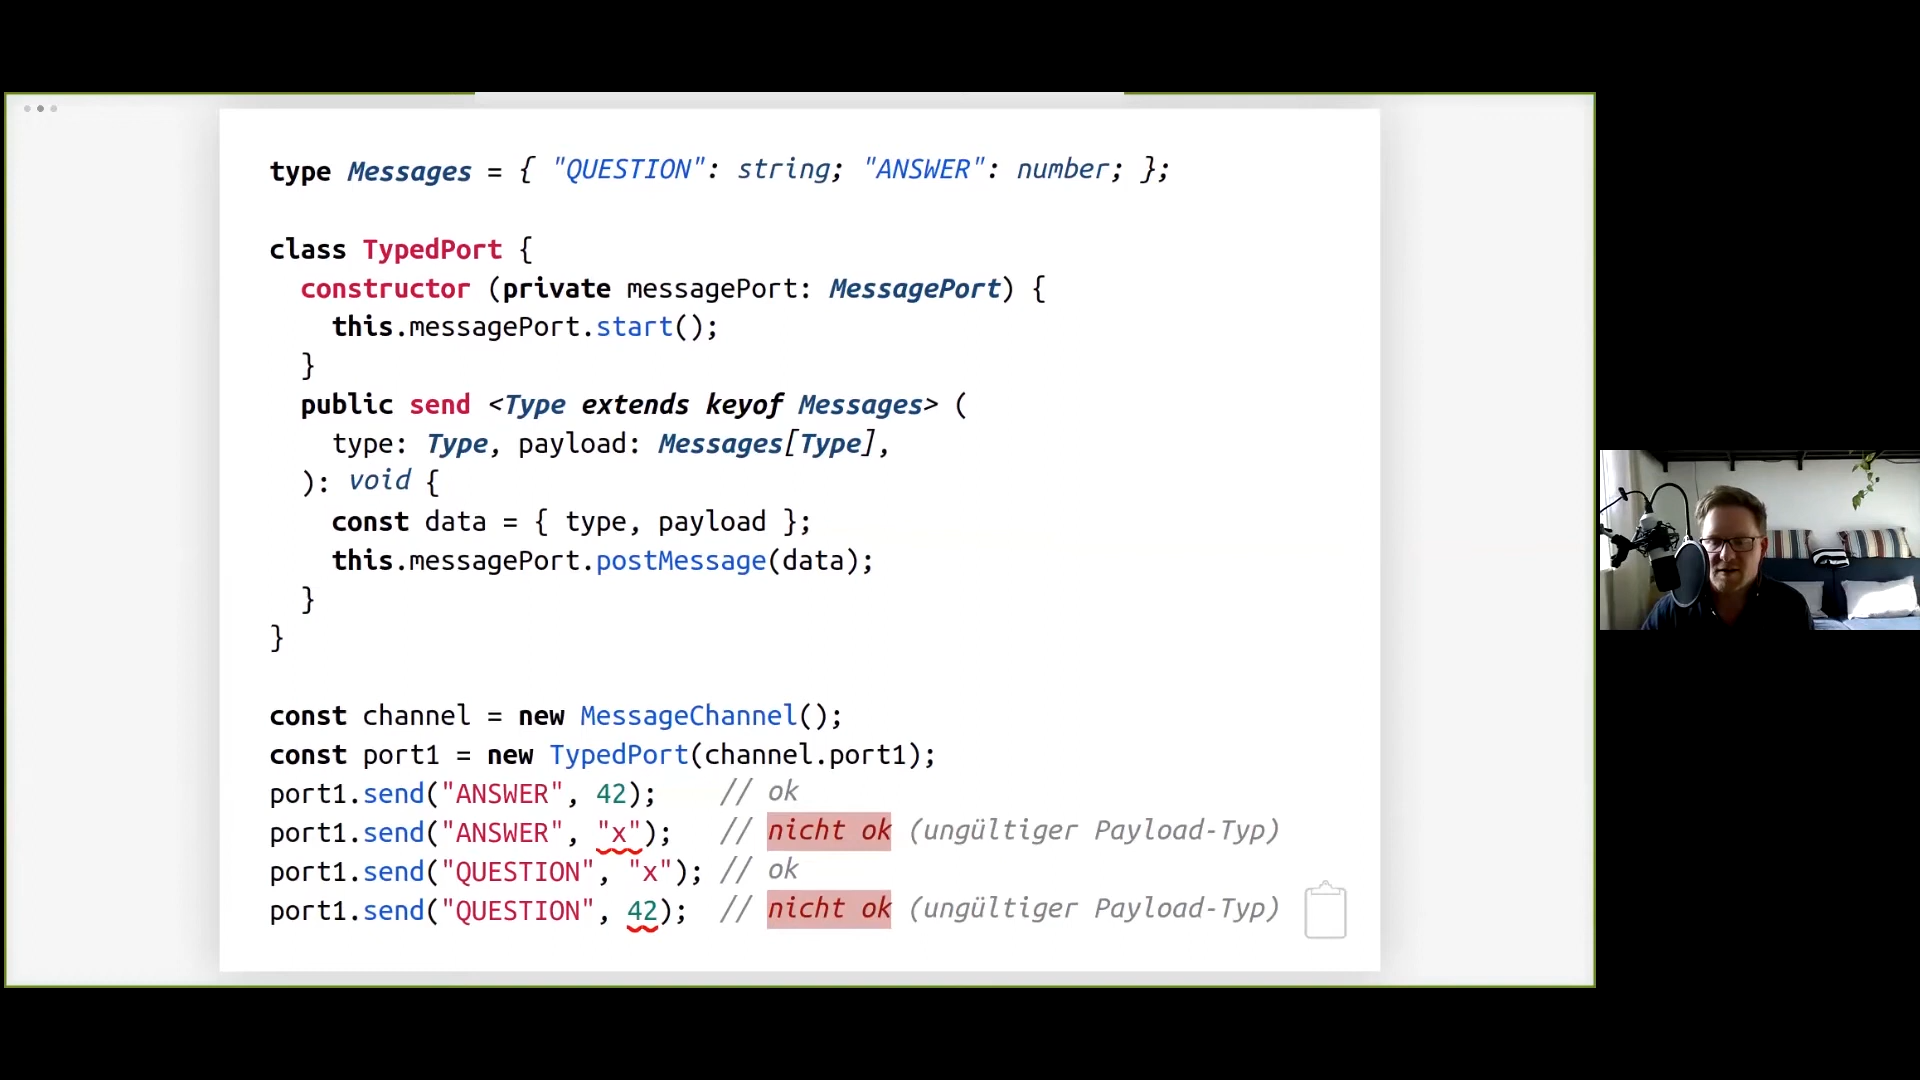 type Messages = { "QUESTION": string; "ANSWER": number; };
class TypedPort {
constructor (private messagePort: MessagePort) {
this.messagePort.start();
}
public send <Type extends keyof Messages> (
type: Type, payload: Messages[Type],
): void {
const data = { type, payload };
this.messagePort.postMessage(data);
}
}
const channel = new MessageChannel();
const port1 = new TypedPort(channel.port1);
port1.send("ANSWER", 42); // ok
port1.send("ANSWER", "x"); // nicht ok (ungültiger Payload-Typ)
port1.send("QUESTION", "x"); // ok
port1.send("QUESTION", 42); // nicht ok (ungültiger Payload-Typ)